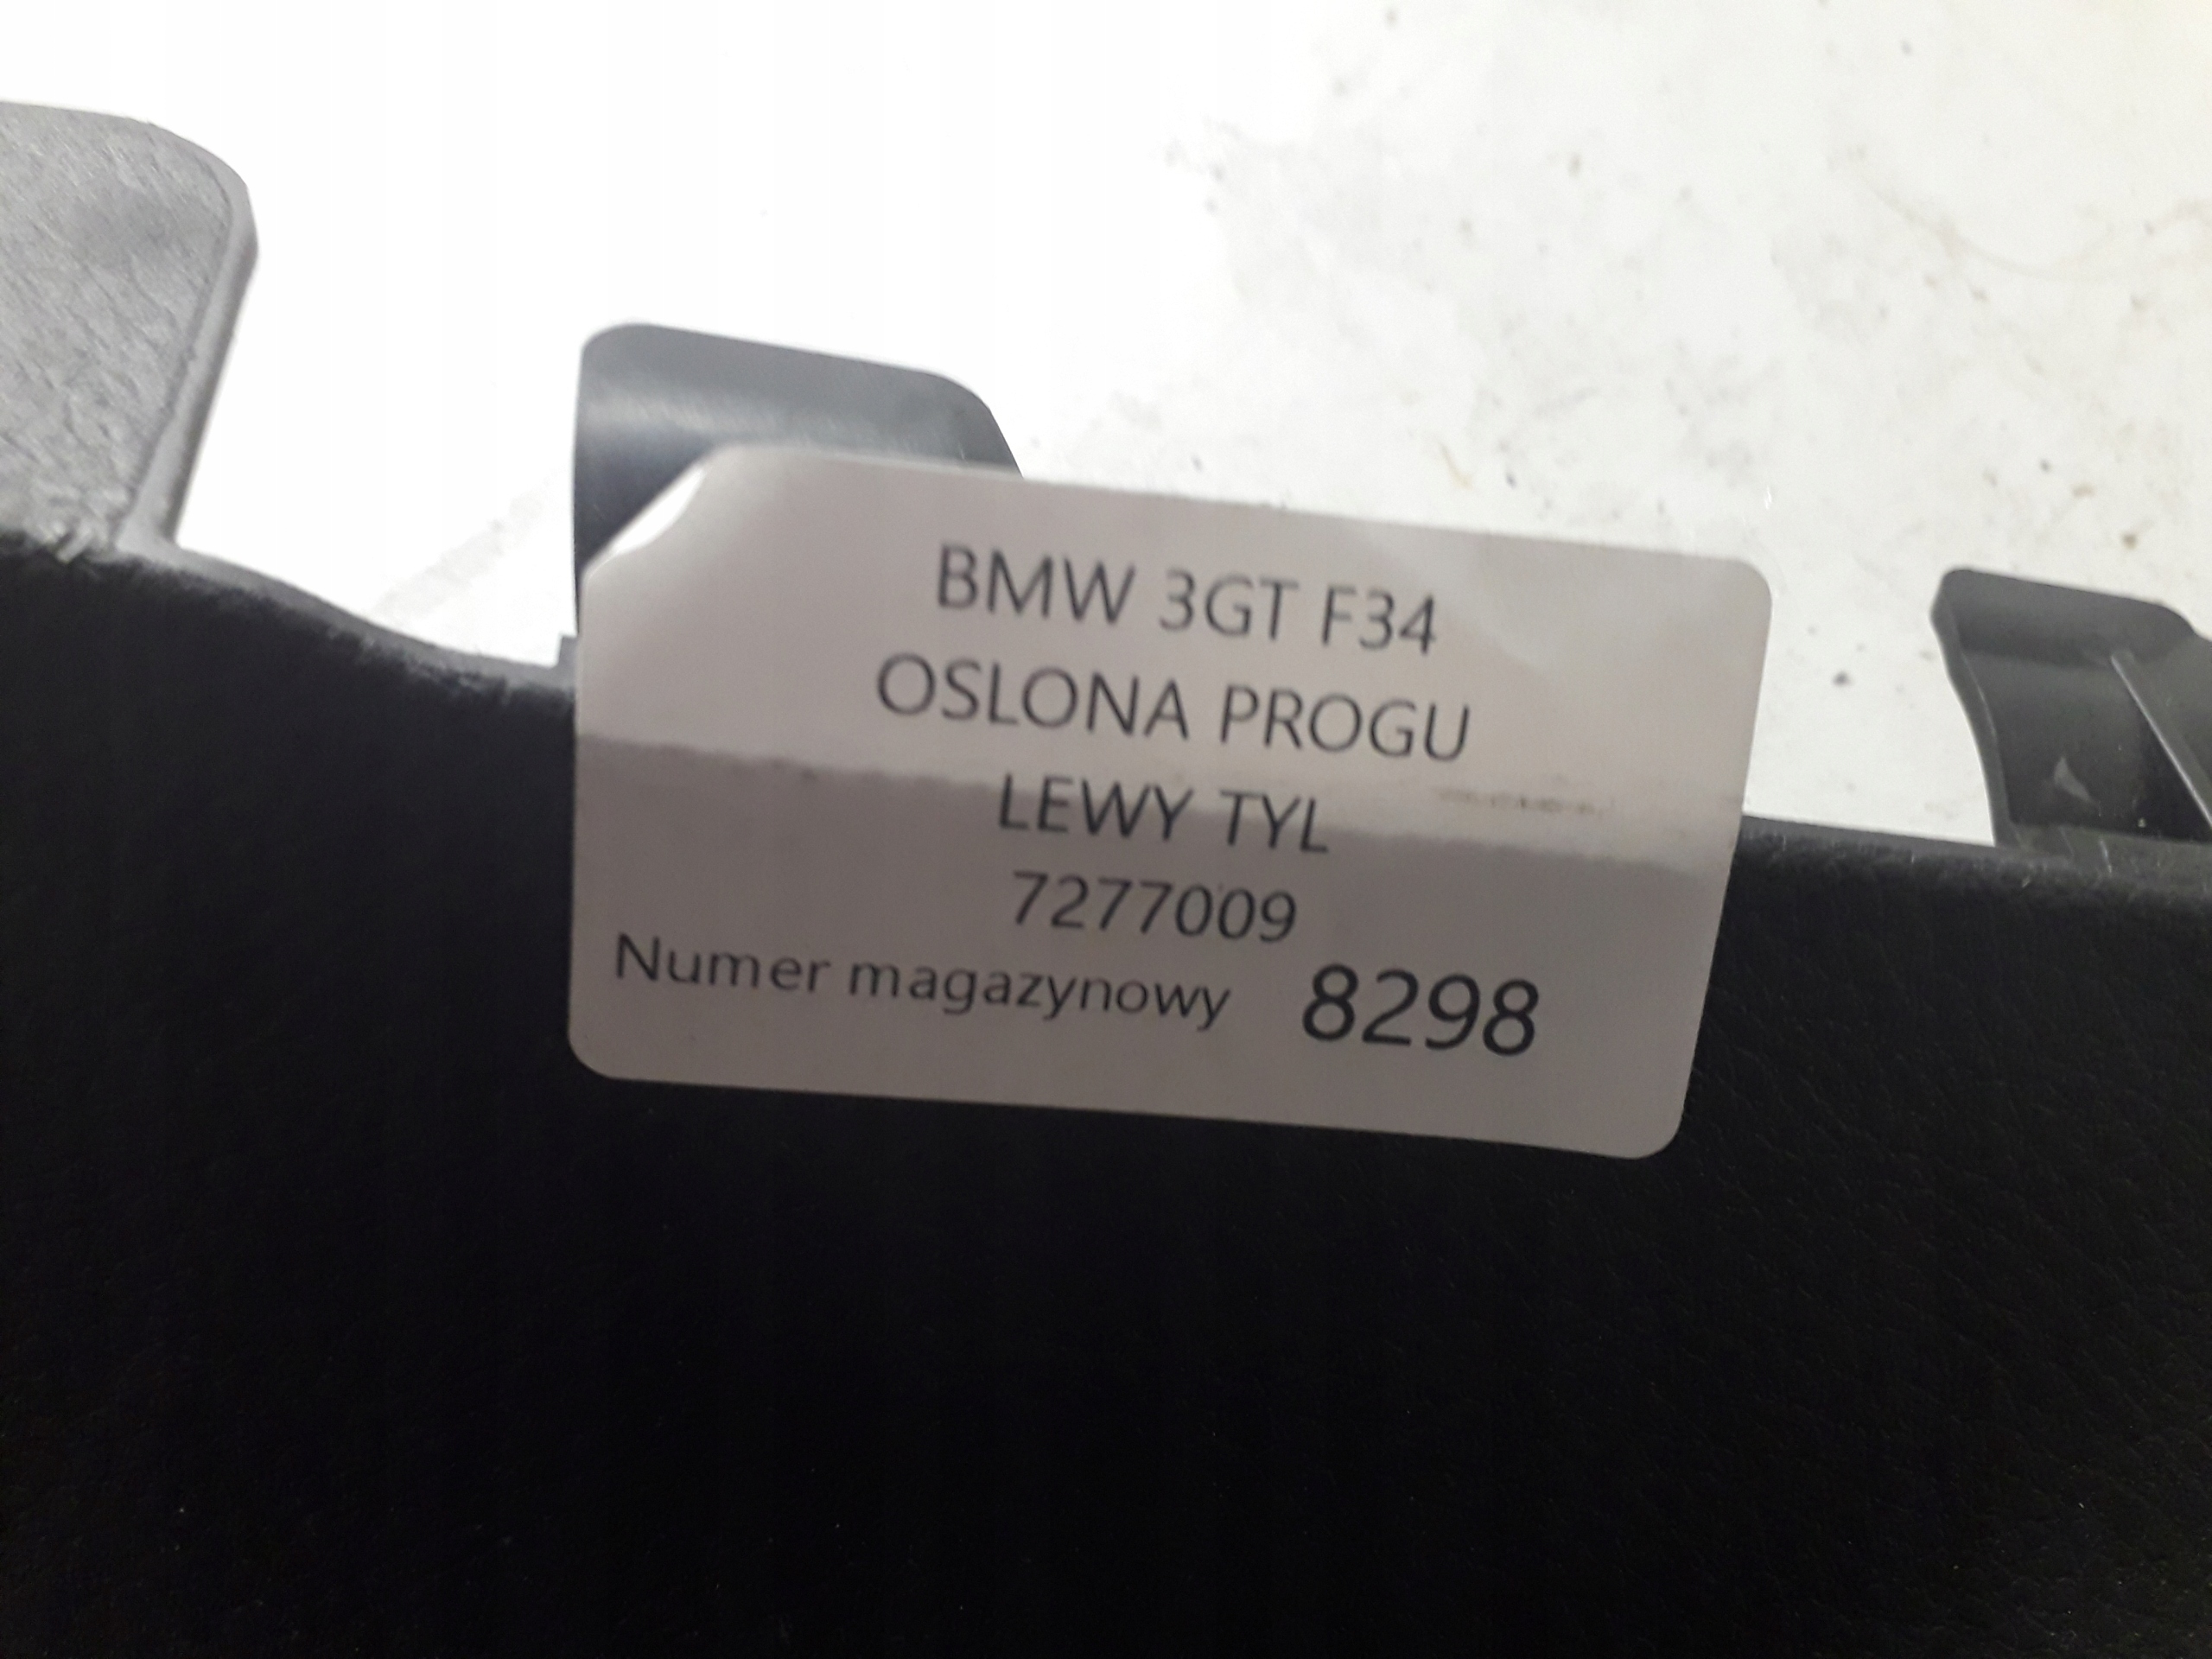 BMW 3GT F34
OSLONA PROGU
LEWY TYL
7277009
Numer magazynowy 8298